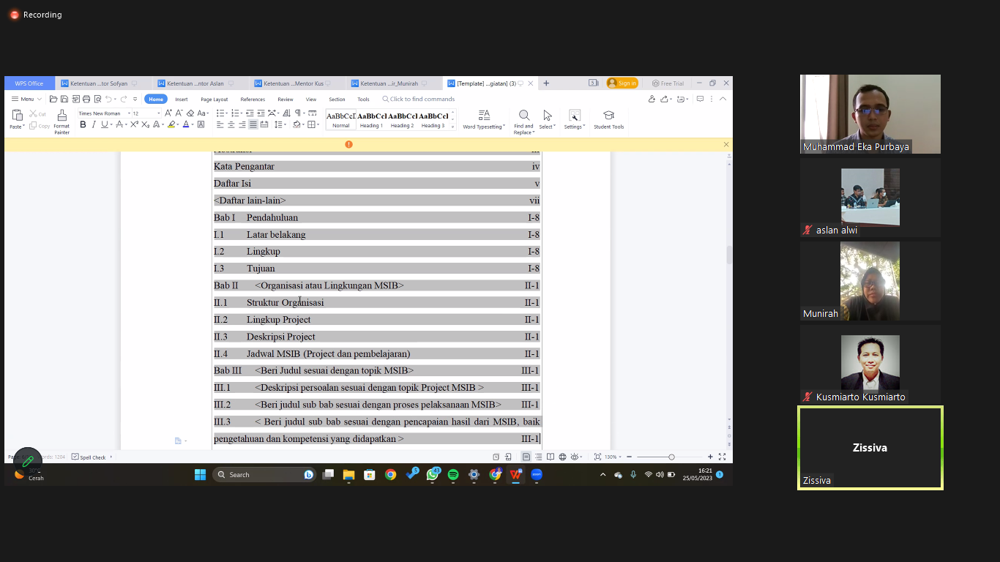 Recording
WPS Office
Ketentuan ...tor Sofyan
Ketentuan ...ntor Aslan
Ketentuan ...Mentor Kus
Ketentuan ...ir_Munirah
[Template] ...giatan] (3)
5
Sign in
Free Trial
Menu
Home
Insert
Page Layout
References
Review
View
Section
Tools
Click to find commands
Paste
Cut
Copy
Format Painter
Times New Roman
12
AaBbCcD
Normal
AaBbCcl
Heading 1
AaBbCcl
Heading 2
AaBbCcl
Heading 3
Word Typesetting
Find and Replace
Select
Settings
Student Tools
Kata Pengantar iv
Daftar Isi v
<Daftar lain-lain> vii
Bab I Pendahuluan I-8
I.1 Latar belakang I-8
I.2 Lingkup I-8
I.3 Tujuan I-8
Bab II <Organisasi atau Lingkungan MSIB> II-1
II.1 Struktur Organisasi II-1
II.2 Lingkup Project II-1
II.3 Deskripsi Project II-1
II.4 Jadwal MSIB (Project dan pembelajaran) II-1
Bab III <Beri Judul sesuai dengan topik MSIB> III-1
III.1 <Deskripsi persoalan sesuai dengan topik Project MSIB > III-1
III.2 <Beri judul sub bab sesuai dengan proses pelaksanaan MSIB> III-1
III.3 < Beri judul sub bab sesuai dengan pencapaian hasil dari MSIB, baik
pengetahuan dan kompetensi yang didapatkan > III-1
1204
Spell Check
130%
30°C
Cerah
Search
5
43
zoom
16:21
25/05/2023
1
Muhammad Eka Purbaya
aslan alwi
Munirah
Kusmiarto Kusmiarto
Zissiva
Zissiva